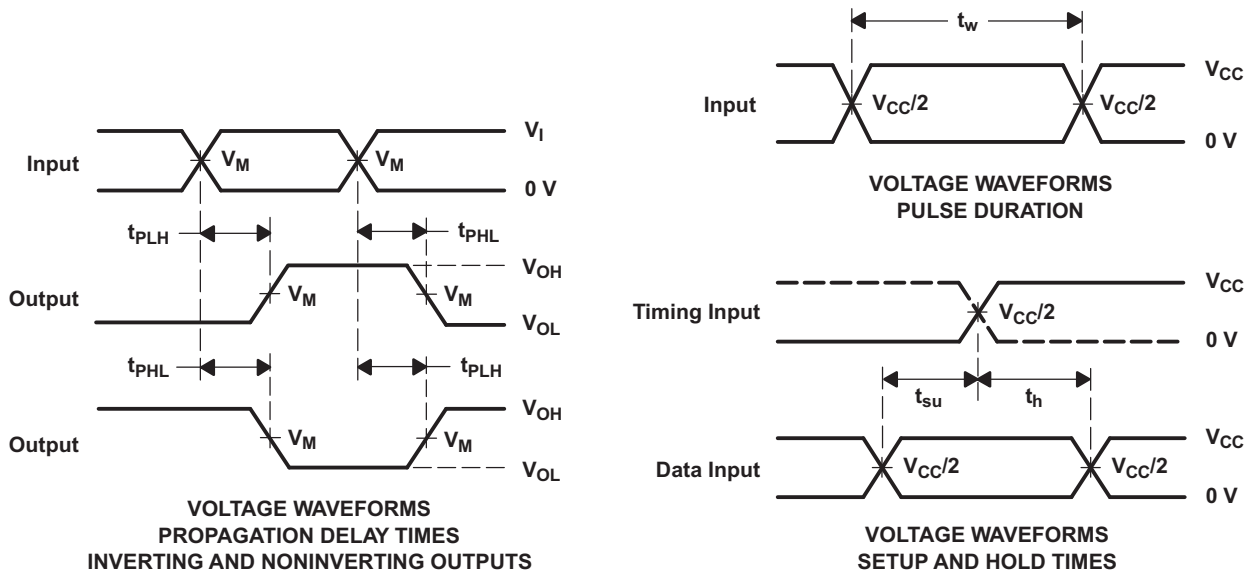 Input
V_I
V_M
V_M
0 V
t_PLH
t_PHL
Output
V_OH
V_M
V_M
V_OL
t_PHL
t_PLH
Output
V_OH
V_M
V_M
V_OL
VOLTAGE WAVEFORMS
PROPAGATION DELAY TIMES
INVERTING AND NONINVERTING OUTPUTS
t_w
Input
V_CC
V_CC/2
V_CC/2
0 V
VOLTAGE WAVEFORMS
PULSE DURATION
Timing Input
V_CC
V_CC/2
0 V
t_su
t_h
Data Input
V_CC
V_CC/2
V_CC/2
0 V
VOLTAGE WAVEFORMS
SETUP AND HOLD TIMES